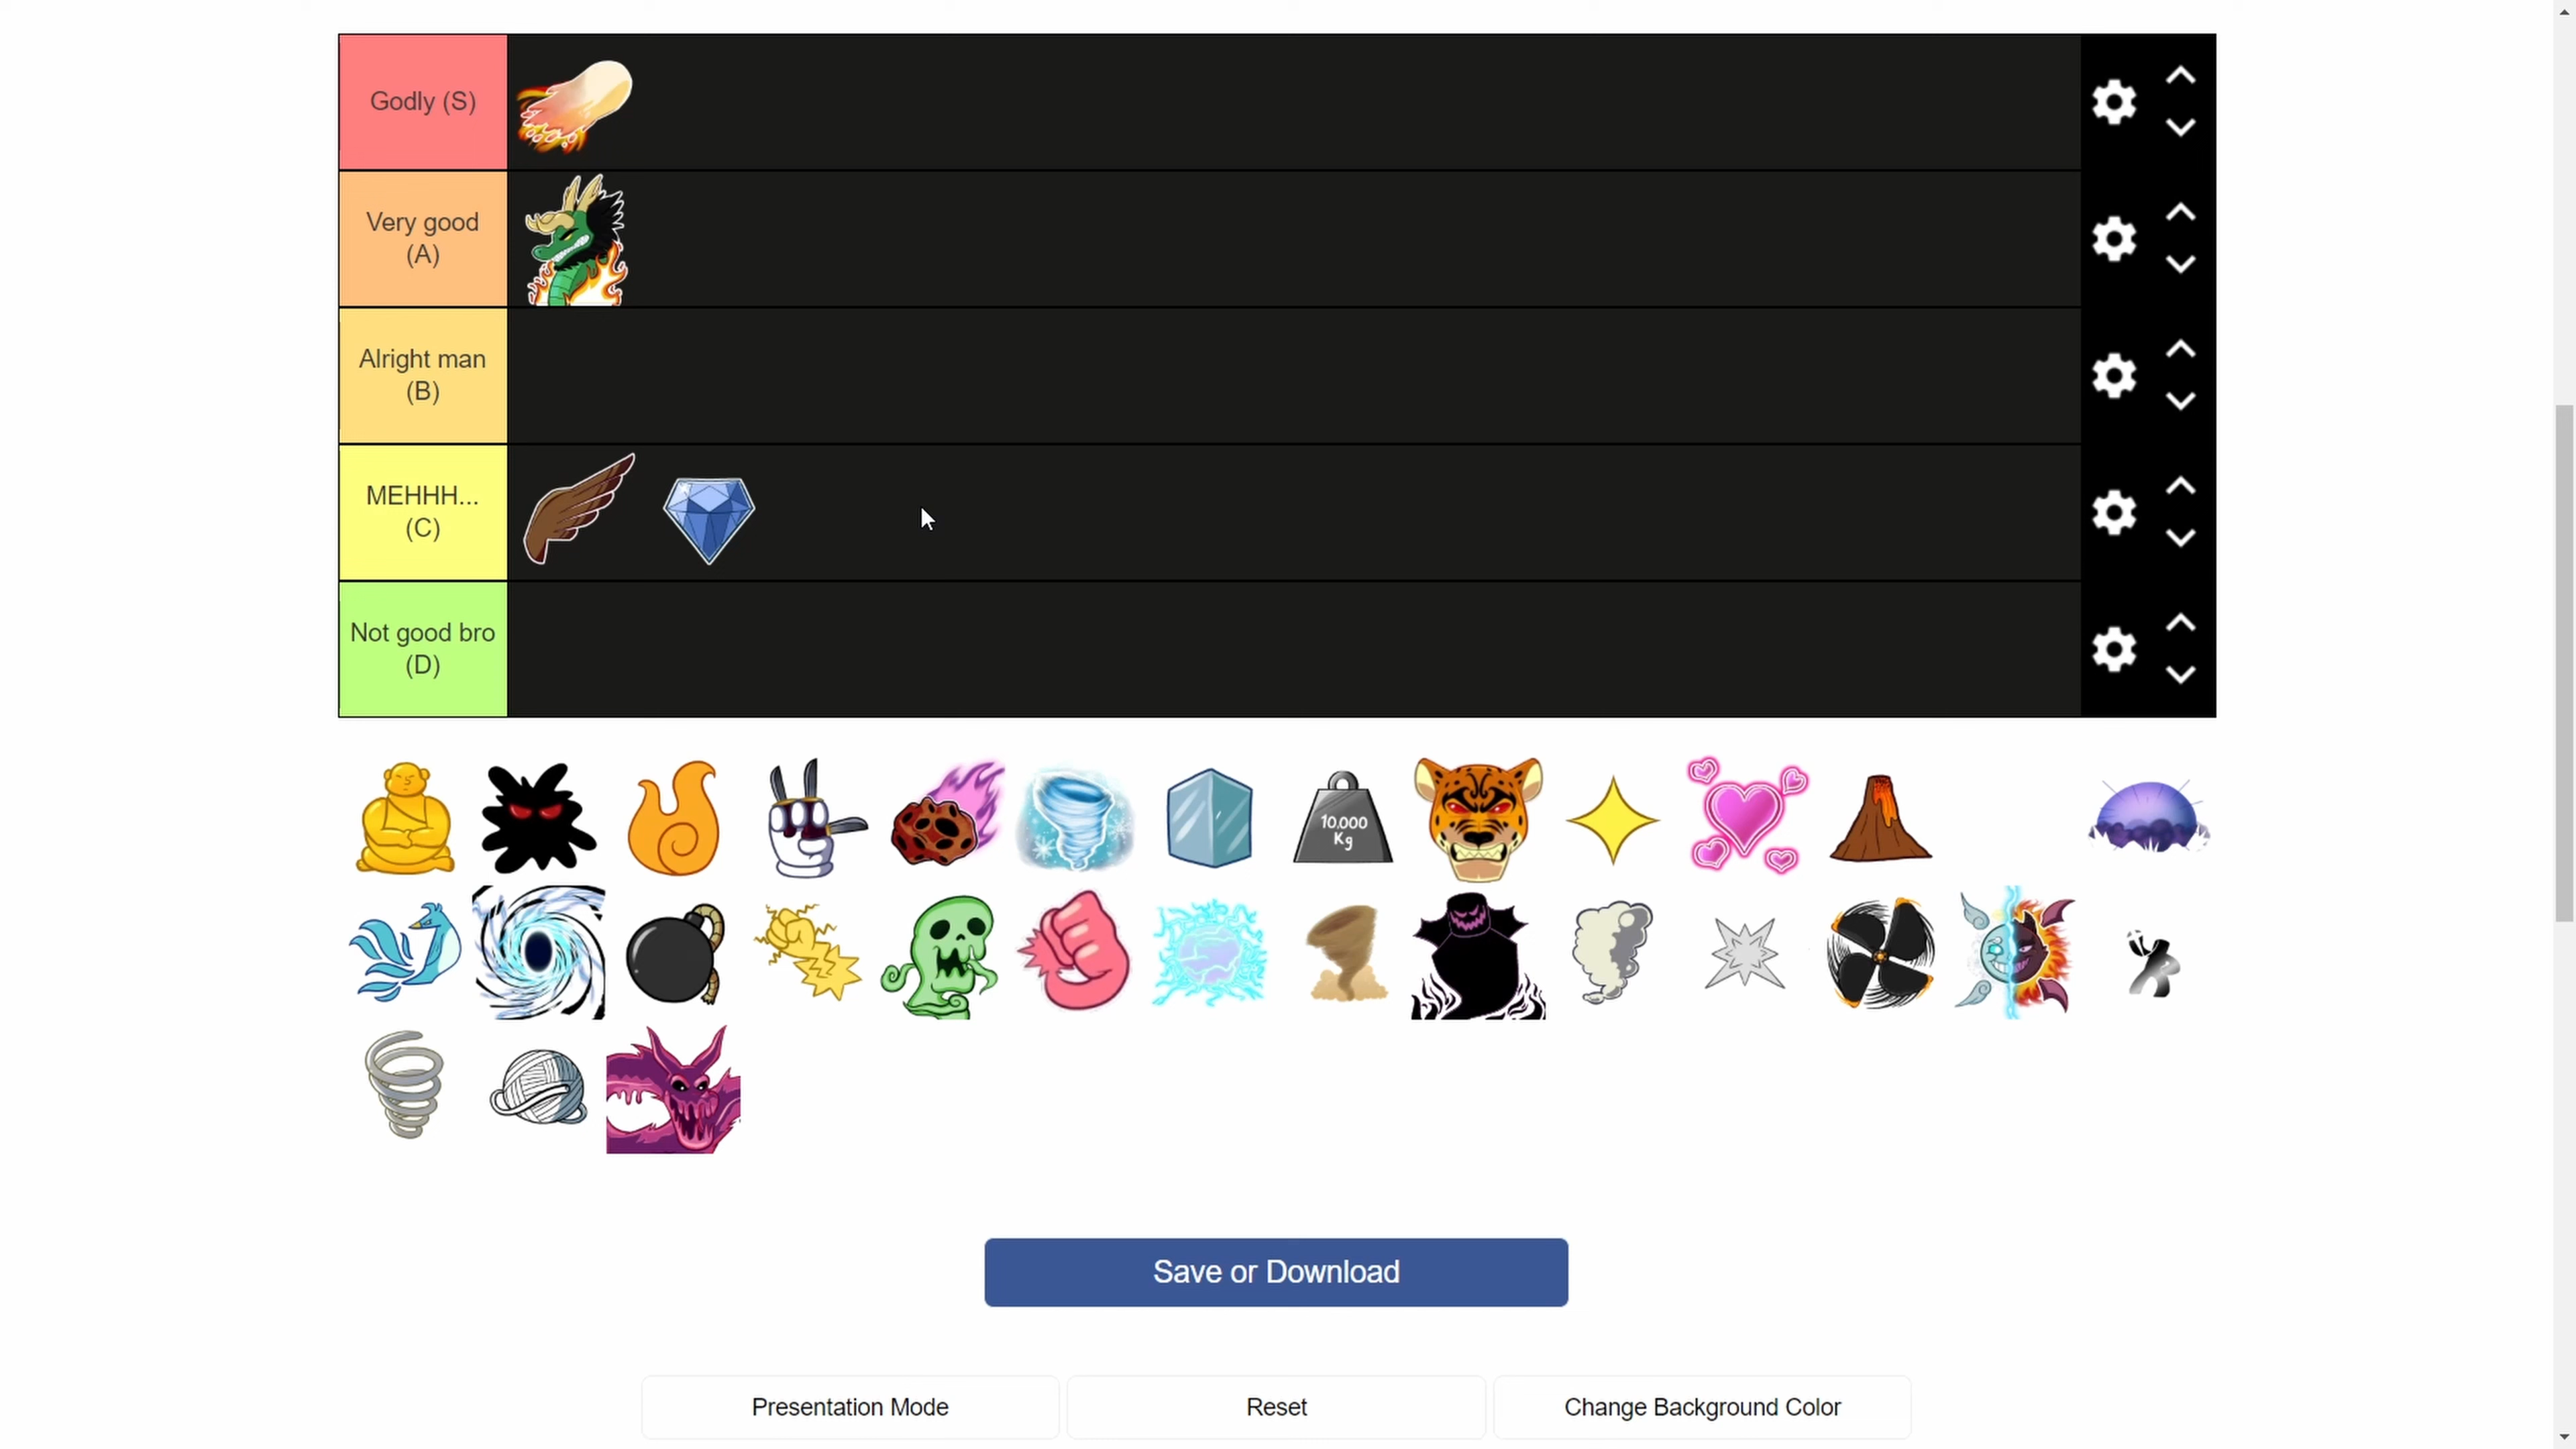 Godly (S)
Very good
(A)
Alright man
(B)
MEHHH...
(C)
Not good bro
(D)
10,000
Kg
Save or Download
Presentation Mode
Reset
Change Background Color